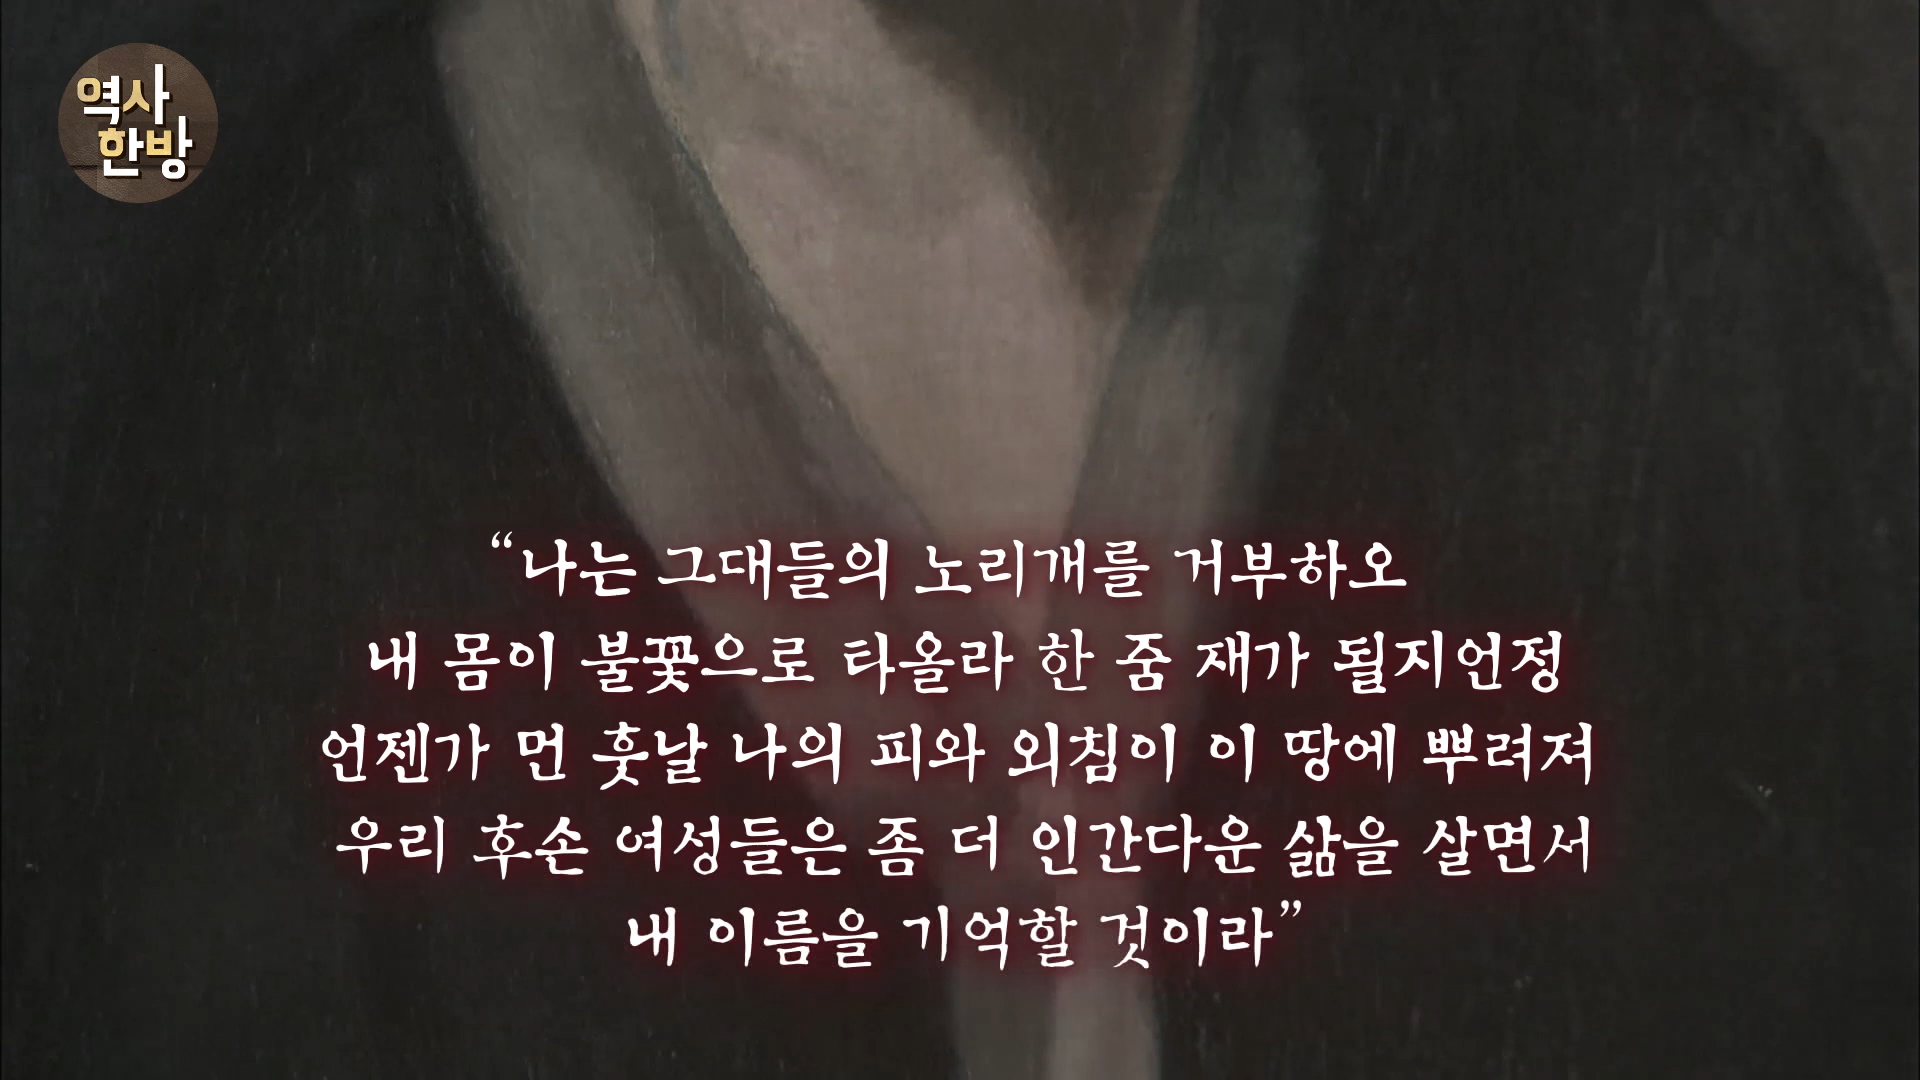 역사
한방
“나는 그대들의 노리개를 거부하오
내 몸이 불꽃으로 타올라 한 줌 재가 될지언정
언젠가 먼 훗날 나의 피와 외침이 이 땅에 뿌려져
우리 후손 여성들은 좀 더 인간다운 삶을 살면서
내 이름을 기억할 것이라”